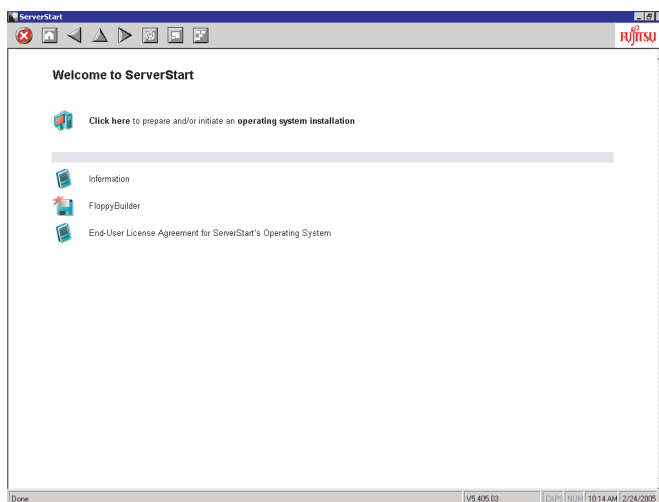 ServerStart
FUJITSU
Welcome to ServerStart
Click here to prepare and/or initiate an operating system installation
Information
FloppyBuilder
End-User License Agreement for ServerStart's Operating System
Done V5.405.03 CAPS NUM 10:14 AM 2/24/2005